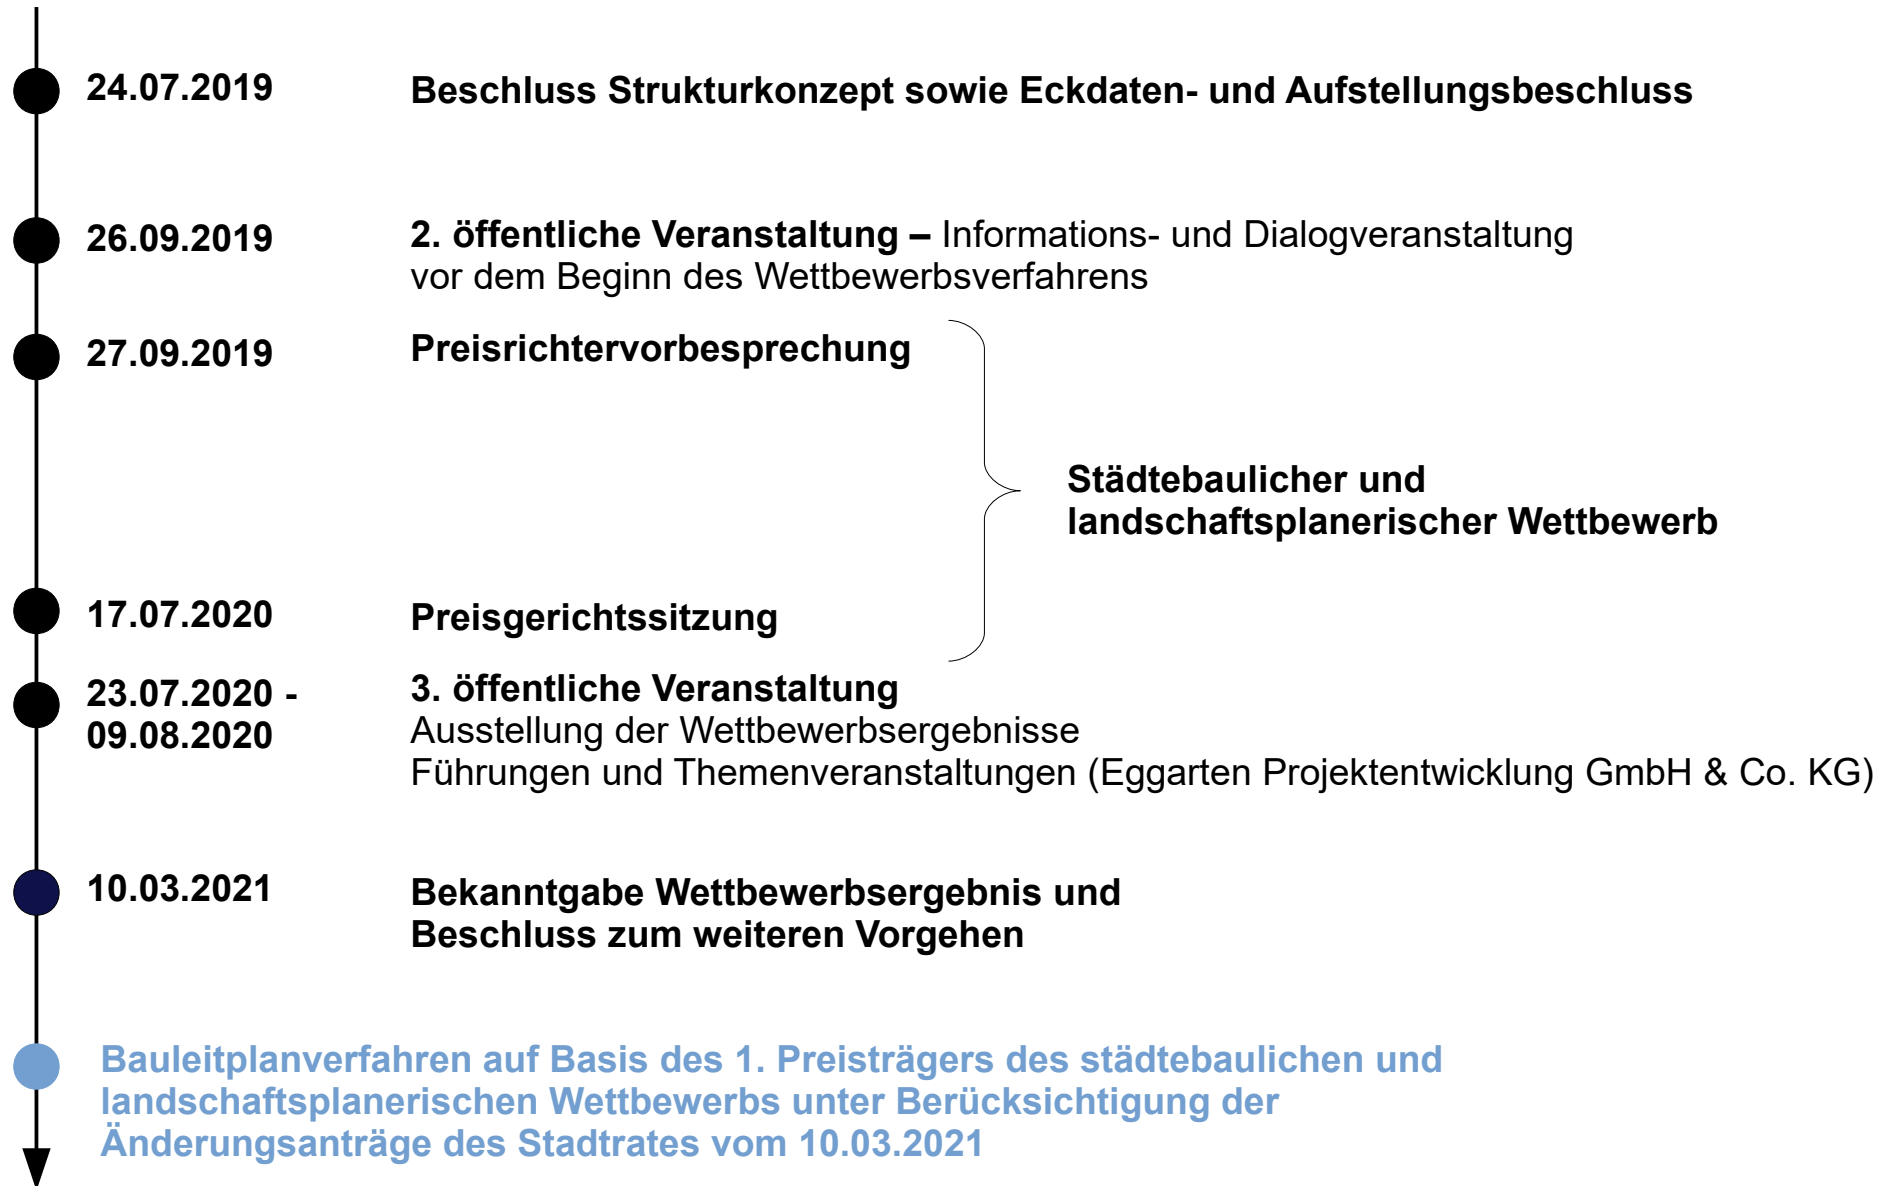 24.07.2019 Beschluss Strukturkonzept sowie Eckdaten- und Aufstellungsbeschluss
26.09.2019 2. öffentliche Veranstaltung – Informations- und Dialogveranstaltung
vor dem Beginn des Wettbewerbsverfahrens
27.09.2019 Preisrichtervorbesprechung
Städtebaulicher und
landschaftsplanerischer Wettbewerb
17.07.2020 Preisgerichtssitzung
23.07.2020 - 3. öffentliche Veranstaltung
09.08.2020 Ausstellung der Wettbewerbsergebnisse
Führungen und Themenveranstaltungen (Eggarten Projektentwicklung GmbH & Co. KG)
10.03.2021 Bekanntgabe Wettbewerbsergebnis und
Beschluss zum weiteren Vorgehen
Bauleitplanverfahren auf Basis des 1. Preisträgers des städtebaulichen und
landschaftsplanerischen Wettbewerbs unter Berücksichtigung der
Änderungsanträge des Stadtrates vom 10.03.2021